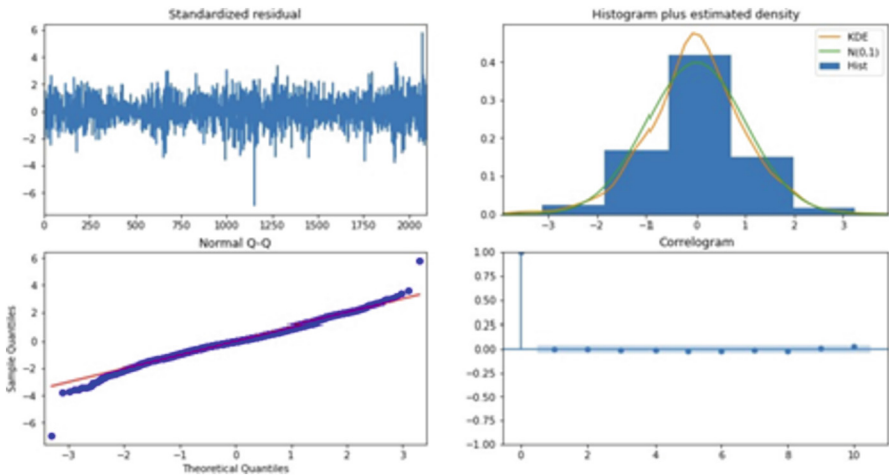 Standardized residual
6
4
2
0
−2
−4
−6
0 250 500 750 1000 1250 1500 1750 2000
Histogram plus estimated density
KDE
N(0,1)
Hist
0.4
0.3
0.2
0.1
0.0
−3 −2 −1 0 1 2 3
Normal Q-Q
6
4
2
0
−2
−4
−6
Sample Quantiles
−3 −2 −1 0 1 2 3
Theoretical Quantiles
Correlogram
1.00
0.75
0.50
0.25
0.00
−0.25
−0.50
−0.75
−1.00
0 2 4 6 8 10